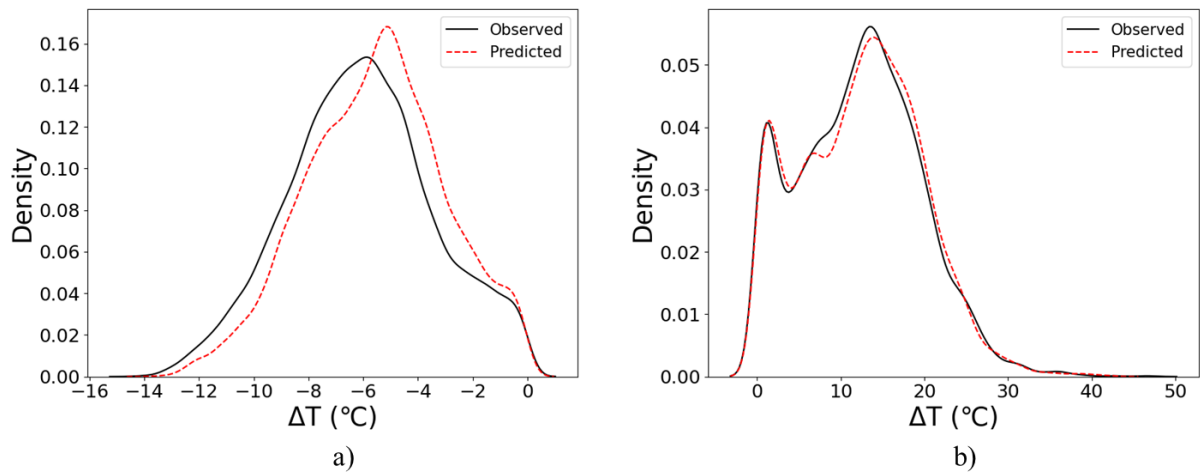 Observed
Predicted
0.16
0.14
0.12
0.10
0.08
0.06
0.04
0.02
0.00
Density
−16 −14 −12 −10 −8 −6 −4 −2 0
ΔT (℃)
a)
Observed
Predicted
0.05
0.04
0.03
0.02
0.01
0.00
Density
0 10 20 30 40 50
ΔT (℃)
b)